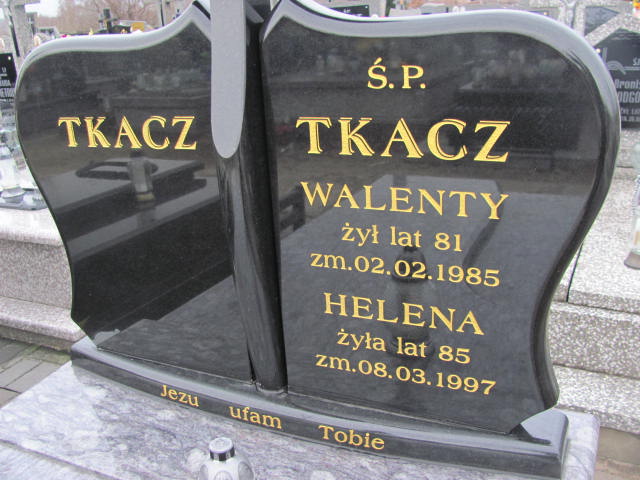 TKACZ
Ś.P.
TKACZ
WALENTY
żył lat 81
zm.02.02.1985
HELENA
żyła lat 85
zm.08.03.1997
Jezu ufam Tobie